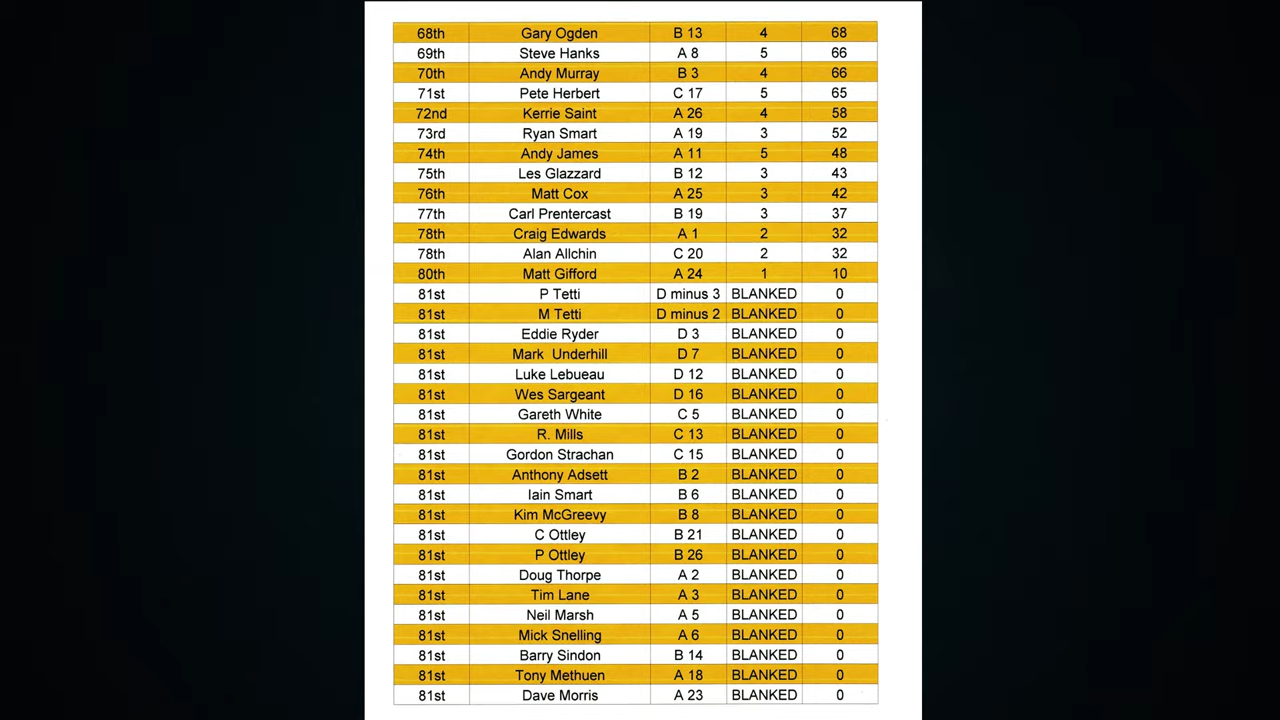 68th Gary Ogden B 13 4 68
69th Steve Hanks A 8 5 66
70th Andy Murray B 3 4 66
71st Pete Herbert C 17 5 65
72nd Kerrie Saint A 26 4 58
73rd Ryan Smart A 19 3 52
74th Andy James A 11 5 48
75th Les Glazzard B 12 3 43
76th Matt Cox A 25 3 42
77th Carl Prentercast B 19 3 37
78th Craig Edwards A 1 2 32
78th Alan Allchin C 20 2 32
80th Matt Gifford A 24 1 10
81st P Tetti D minus 3 BLANKED 0
81st M Tetti D minus 2 BLANKED 0
81st Eddie Ryder D 3 BLANKED 0
81st Mark Underhill D 7 BLANKED 0
81st Luke Lebueau D 12 BLANKED 0
81st Wes Sargeant D 16 BLANKED 0
81st Gareth White C 5 BLANKED 0
81st R. Mills C 13 BLANKED 0
81st Gordon Strachan C 15 BLANKED 0
81st Anthony Adsett B 2 BLANKED 0
81st Iain Smart B 6 BLANKED 0
81st Kim McGreevy B 8 BLANKED 0
81st C Ottley B 21 BLANKED 0
81st P Ottley B 26 BLANKED 0
81st Doug Thorpe A 2 BLANKED 0
81st Tim Lane A 3 BLANKED 0
81st Neil Marsh A 5 BLANKED 0
81st Mick Snelling A 6 BLANKED 0
81st Barry Sindon B 14 BLANKED 0
81st Tony Methuen A 18 BLANKED 0
81st Dave Morris A 23 BLANKED 0